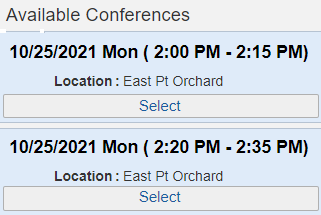 Available Conferences
10/25/2021 Mon ( 2:00 PM - 2:15 PM)
Location : East Pt Orchard
Select
10/25/2021 Mon ( 2:20 PM - 2:35 PM)
Location : East Pt Orchard
Select